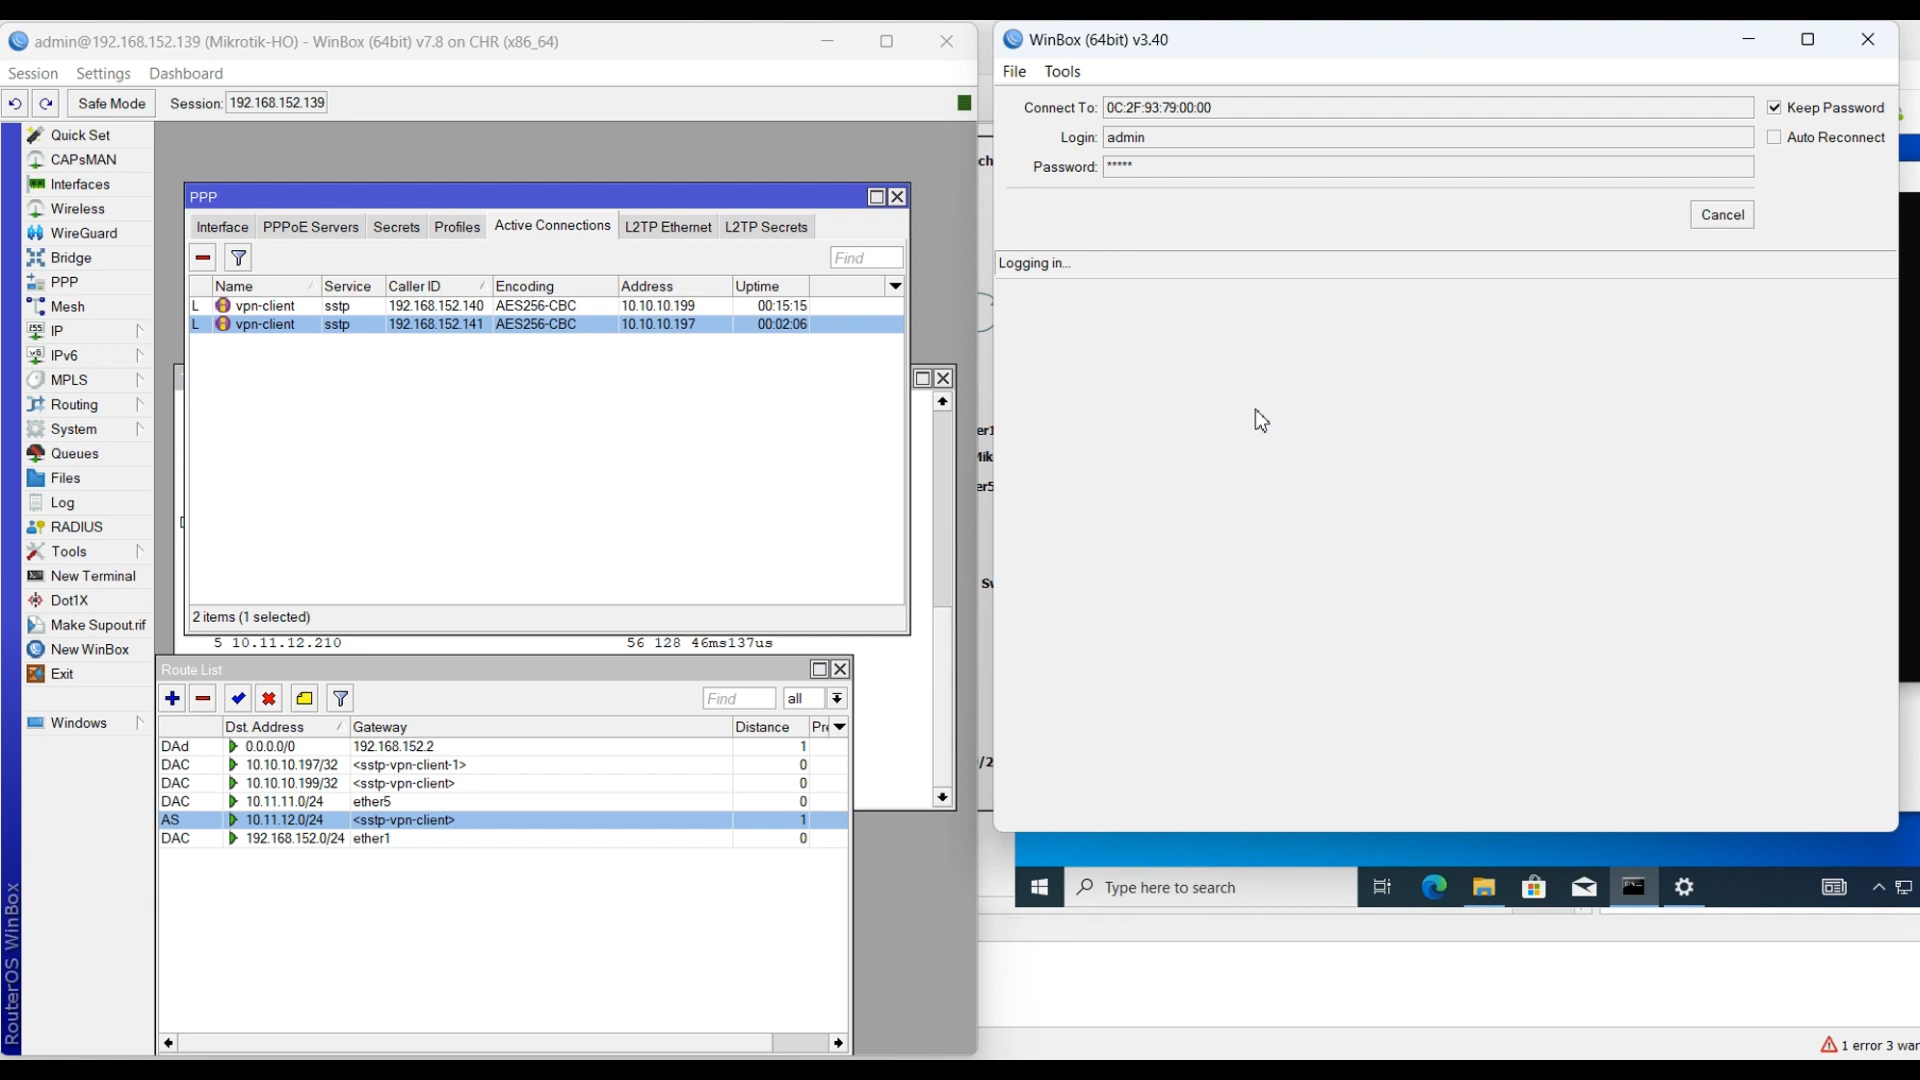 admin@192.168.152.139 (Mikrotik-HO) - WinBox (64bit) v7.8 on CHR (x86_64)
Session Settings Dashboard
Safe Mode Session: 192.168.152.139
Quick Set
CAPsMAN
Interfaces
Wireless
WireGuard
Bridge
PPP
Mesh
IP
IPv6
MPLS
Routing
System
Queues
Files
Log
RADIUS
Tools
New Terminal
Dot1X
Make Supout.rif
New WinBox
Exit
Windows
RouterOS WinBox
PPP
Interface PPPoE Servers Secrets Profiles Active Connections L2TP Ethernet L2TP Secrets
Find
Name Service Caller ID Encoding Address Uptime
L vpn-client sstp 192.168.152.140 AES256-CBC 10.10.10.199 00:15:15
L vpn-client sstp 192.168.152.141 AES256-CBC 10.10.10.197 00:02:06
2 items (1 selected)
5 10.11.12.210 56 128 46ms137us
Route List
Find all
Dst. Address Gateway Distance Pre
DAd 0.0.0.0/0 192.168.152.2 1
DAC 10.10.10.197/32 <sstp-vpn-client-1> 0
DAC 10.10.10.199/32 <sstp-vpn-client> 0
DAC 10.11.11.0/24 ether5 0
AS 10.11.12.0/24 <sstp-vpn-client> 1
DAC 192.168.152.0/24 ether1 0
WinBox (64bit) v3.40
File Tools
Connect To: 0C:2F:93:79:00:00 Keep Password
Login: admin Auto Reconnect
Password: *****
Cancel
Logging in...
Type here to search
1 error 3 war